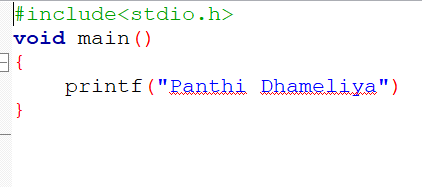 #include<stdio.h>
void main()
{
printf("Panthi Dhameliya")
}